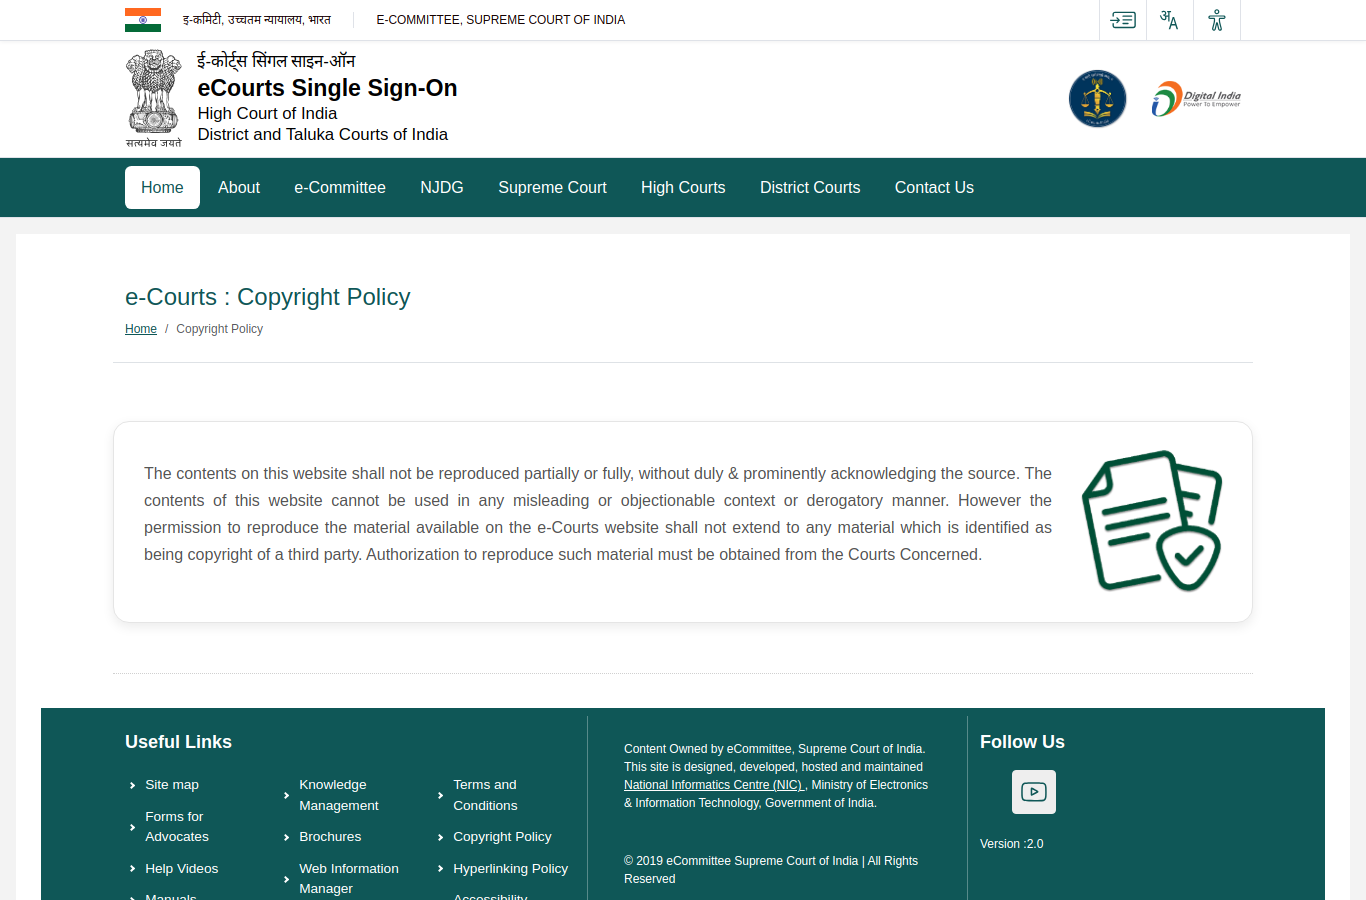 इ-कमिटी, उच्चतम न्यायालय, भारत
E-COMMITTEE, SUPREME COURT OF INDIA
अ A
ई-कोर्ट्स सिंगल साइन-ऑन
eCourts Single Sign-On
High Court of India
District and Taluka Courts of India
सत्यमेव जयते
Digital India
Power To Empower
Home
About
e-Committee
NJDG
Supreme Court
High Courts
District Courts
Contact Us
e-Courts : Copyright Policy
Home / Copyright Policy
The contents on this website shall not be reproduced partially or fully, without duly & prominently acknowledging the source. The
contents of this website cannot be used in any misleading or objectionable context or derogatory manner. However the
permission to reproduce the material available on the e-Courts website shall not extend to any material which is identified as
being copyright of a third party. Authorization to reproduce such material must be obtained from the Courts Concerned.
Useful Links
Site map
Forms for
Advocates
Help Videos
Manuals
Knowledge
Management
Brochures
Web Information
Manager
Terms and
Conditions
Copyright Policy
Hyperlinking Policy
Accessibility
Content Owned by eCommittee, Supreme Court of India.
This site is designed, developed, hosted and maintained
National Informatics Centre (NIC) , Ministry of Electronics
& Information Technology, Government of India.
© 2019 eCommittee Supreme Court of India | All Rights
Reserved
Follow Us
Version :2.0